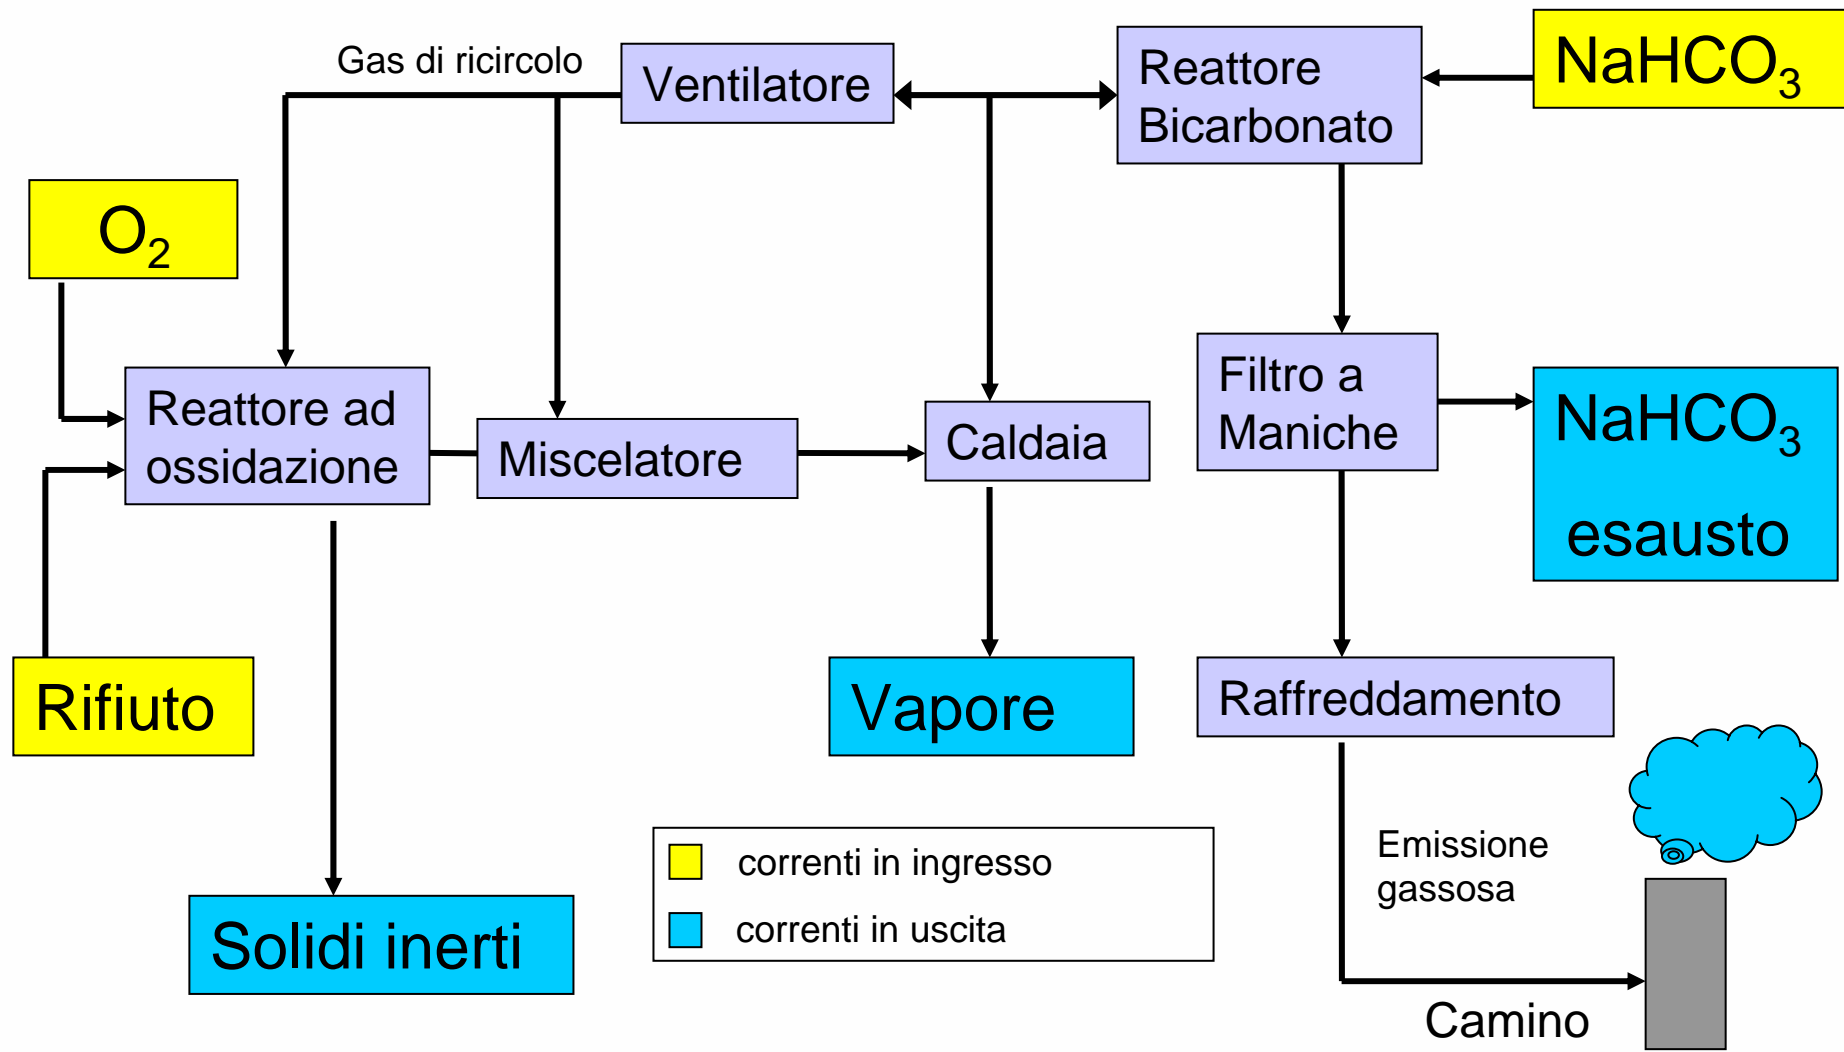 Gas di ricircolo
Ventilatore
Reattore
Bicarbonato
NaHCO₃
O₂
Reattore ad
ossidazione
Miscelatore
Caldaia
Filtro a
Maniche
NaHCO₃
esausto
Rifiuto
Vapore
Raffreddamento
Solidi inerti
correnti in ingresso
correnti in uscita
Emissione
gassosa
Camino